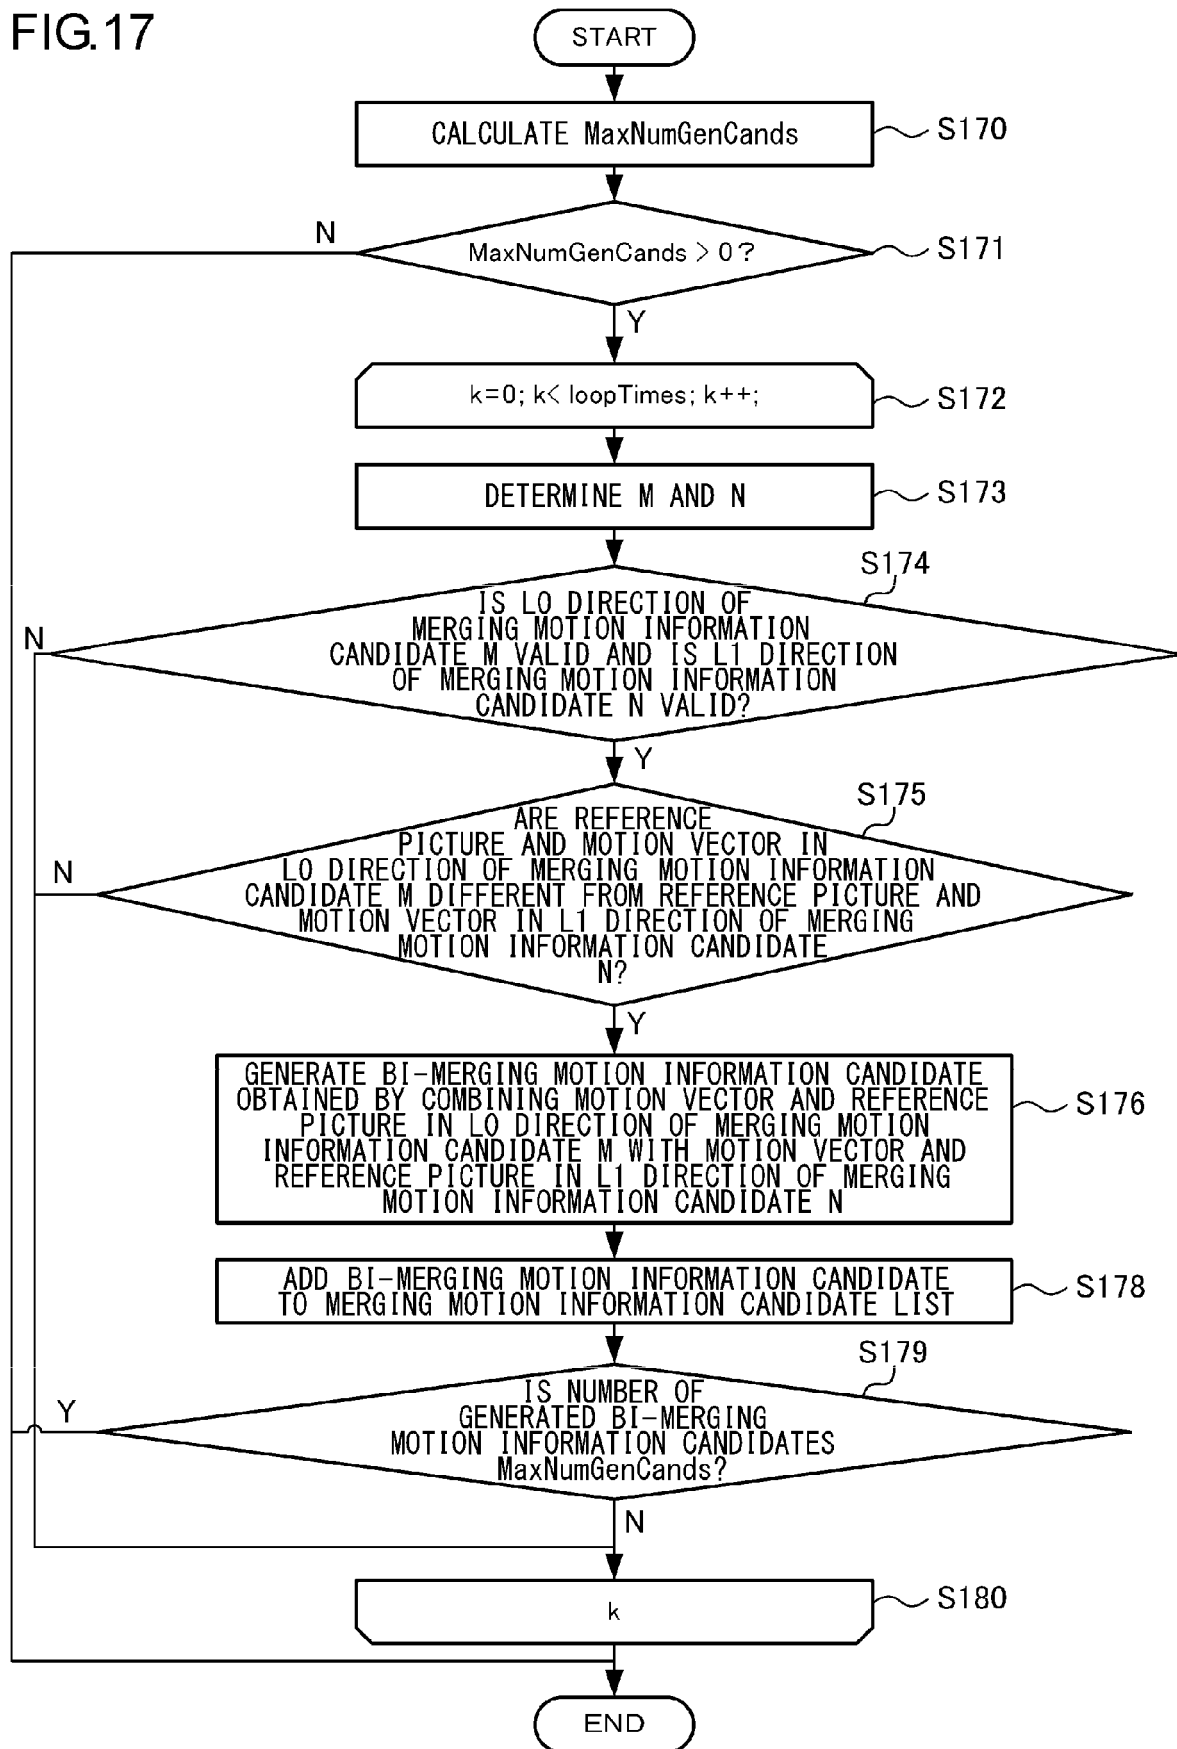 FIG.17
START
CALCULATE MaxNumGenCands
S170
N
MaxNumGenCands > 0?
S171
Y
k=0; k< loopTimes; k++;
S172
DETERMINE M AND N
S173
S174
IS L0 DIRECTION OF
MERGING MOTION INFORMATION
CANDIDATE M VALID AND IS L1 DIRECTION
OF MERGING MOTION INFORMATION
CANDIDATE N VALID?
N
Y
S175
ARE REFERENCE
PICTURE AND MOTION VECTOR IN
L0 DIRECTION OF MERGING MOTION INFORMATION
CANDIDATE M DIFFERENT FROM REFERENCE PICTURE AND
MOTION VECTOR IN L1 DIRECTION OF MERGING
MOTION INFORMATION CANDIDATE
N?
N
Y
GENERATE BI-MERGING MOTION INFORMATION CANDIDATE
OBTAINED BY COMBINING MOTION VECTOR AND REFERENCE
PICTURE IN L0 DIRECTION OF MERGING MOTION
INFORMATION CANDIDATE M WITH MOTION VECTOR AND
REFERENCE PICTURE IN L1 DIRECTION OF MERGING
MOTION INFORMATION CANDIDATE N
S176
ADD BI-MERGING MOTION INFORMATION CANDIDATE
TO MERGING MOTION INFORMATION CANDIDATE LIST
S178
S179
IS NUMBER OF
GENERATED BI-MERGING
MOTION INFORMATION CANDIDATES
MaxNumGenCands?
Y
N
k
S180
END